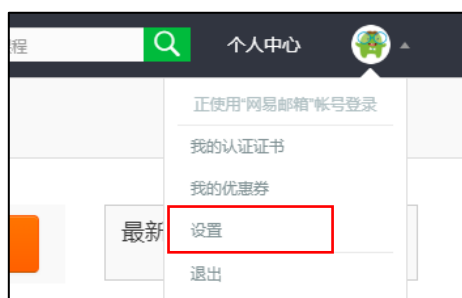 程
个人中心
正使用"网易邮箱"帐号登录
我的认证证书
我的优惠券
最新
设置
退出